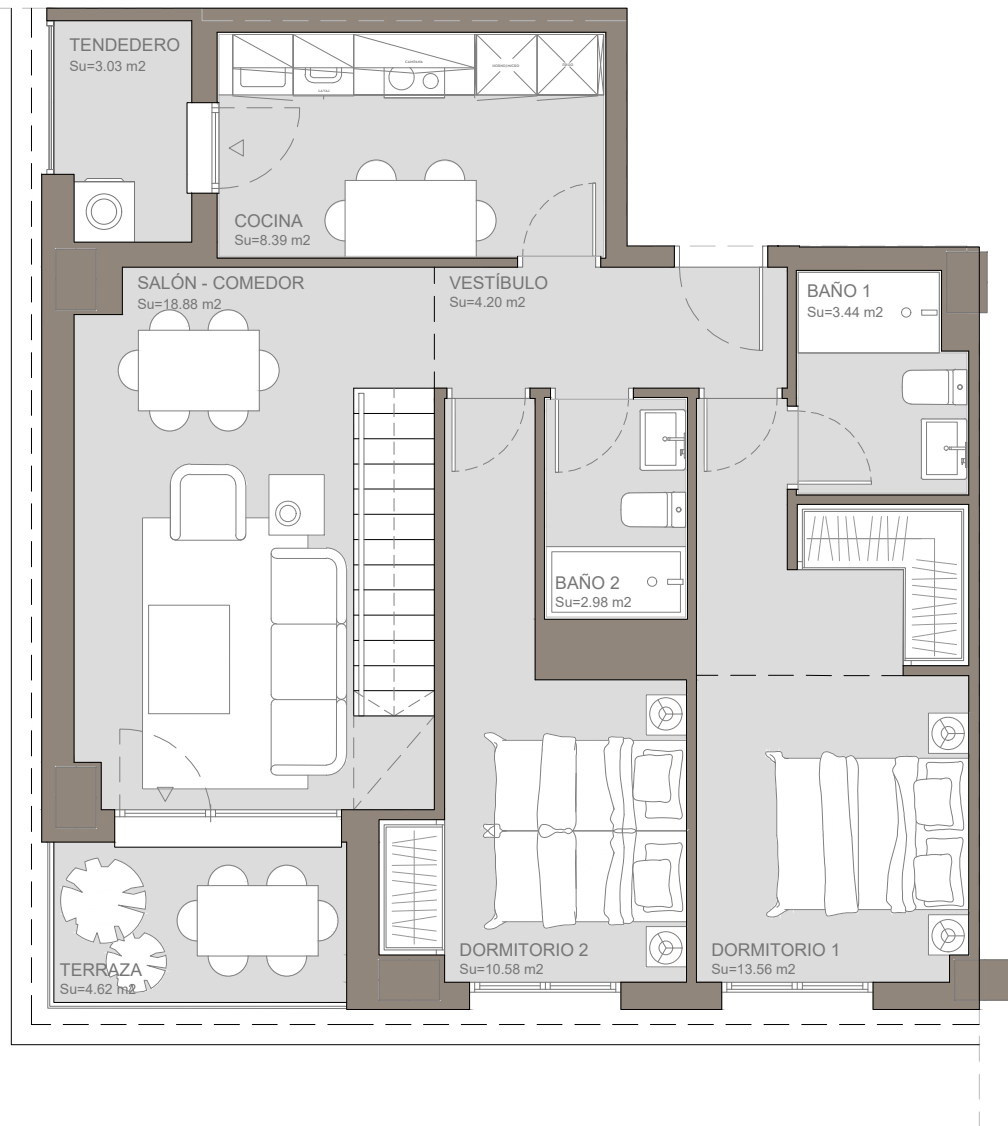 TENDEDERO
Su=3.03 m2
CAMPANA
COCINA
Su=8.39 m2
SALÓN - COMEDOR
Su=18.88 m2
VESTÍBULO
Su=4.20 m2
BAÑO 1
Su=3.44 m2
BAÑO 2
Su=2.98 m2
DORMITORIO 2
Su=10.58 m2
DORMITORIO 1
Su=13.56 m2
TERRAZA
Su=4.62 m2